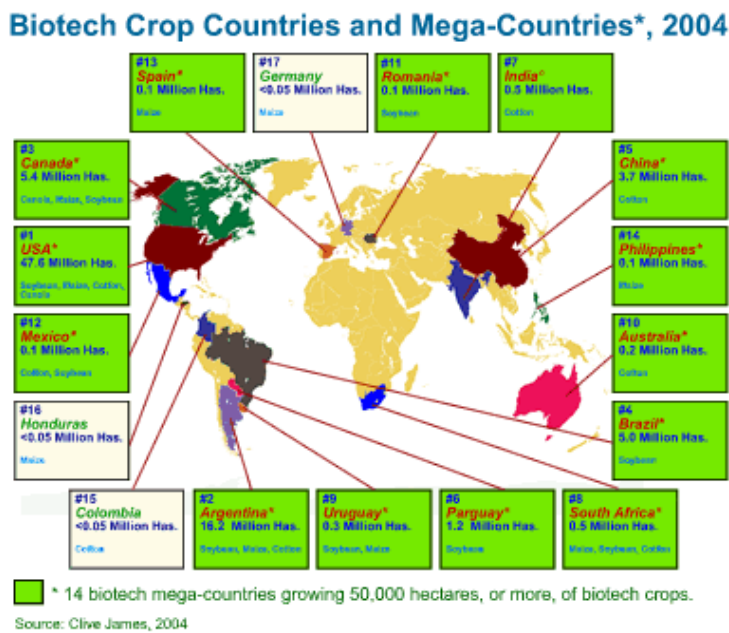 Biotech Crop Countries and Mega-Countries*, 2004
#13
Spain*
0.1 Million Has.
Maize
#17
Germany
<0.05 Million Has.
Maize
#11
Romania*
0.1 Million Has.
Soybean
#7
India*
0.5 Million Has.
Cotton
#3
Canada*
5.4 Million Has.
Canola, Maize, Soybean
#5
China*
3.7 Million Has.
Cotton
#1
USA*
47.6 Million Has.
Soybean, Maize, Cotton,
Canola
#14
Philippines*
0.1 Million Has.
Maize
#12
Mexico*
0.1 Million Has.
Cotton, Soybean
#10
Australia*
0.2 Million Has.
Cotton
#16
Honduras
<0.05 Million Has.
Maize
#4
Brazil*
5.0 Million Has.
Soybean
#15
Colombia
<0.05 Million Has.
Cotton
#2
Argentina*
16.2 Million Has.
Soybean, Maize, Cotton
#9
Uruguay*
0.3 Million Has.
Soybean, Maize
#6
Parguay*
1.2 Million Has.
Soybean
#8
South Africa*
0.5 Million Has.
Maize, Soybean, Cotton
* 14 biotech mega-countries growing 50,000 hectares, or more, of biotech crops.
Source: Clive James, 2004